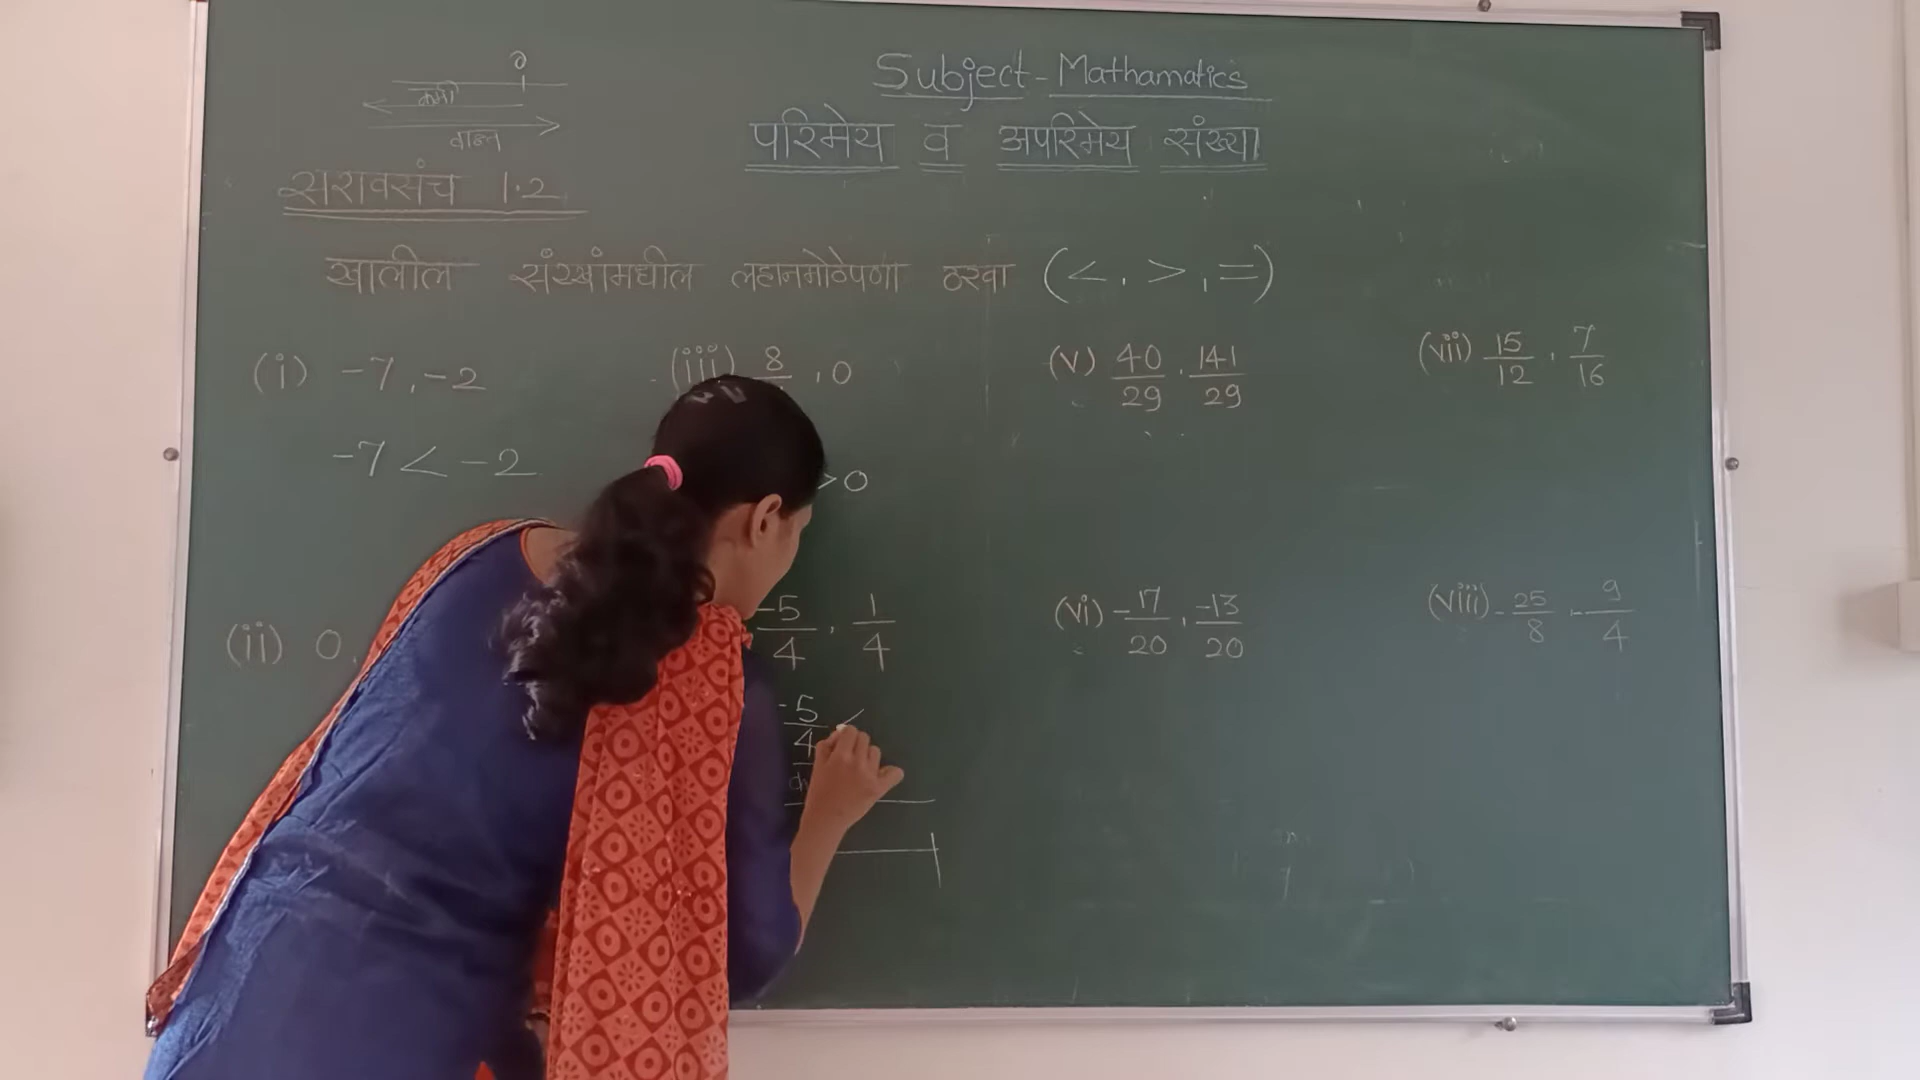 0
कमी
वाढत
Subject - Mathamatics
परिमेय व अपरिमेय संख्या
सरावसंच 1.2
खालील संख्यांमधील लहानमोठेपणा ठरवा (<, >, =)
(i) -7, -2
-7 < -2
(ii) 0,
(iii) 8 , 0
> 0
-5/4, 1/4
-5/4 <
(v) 40/29, 141/29
(vi) -17/20, -13/20
(vii) 15/12, 7/16
(viii) -25/8, -9/4